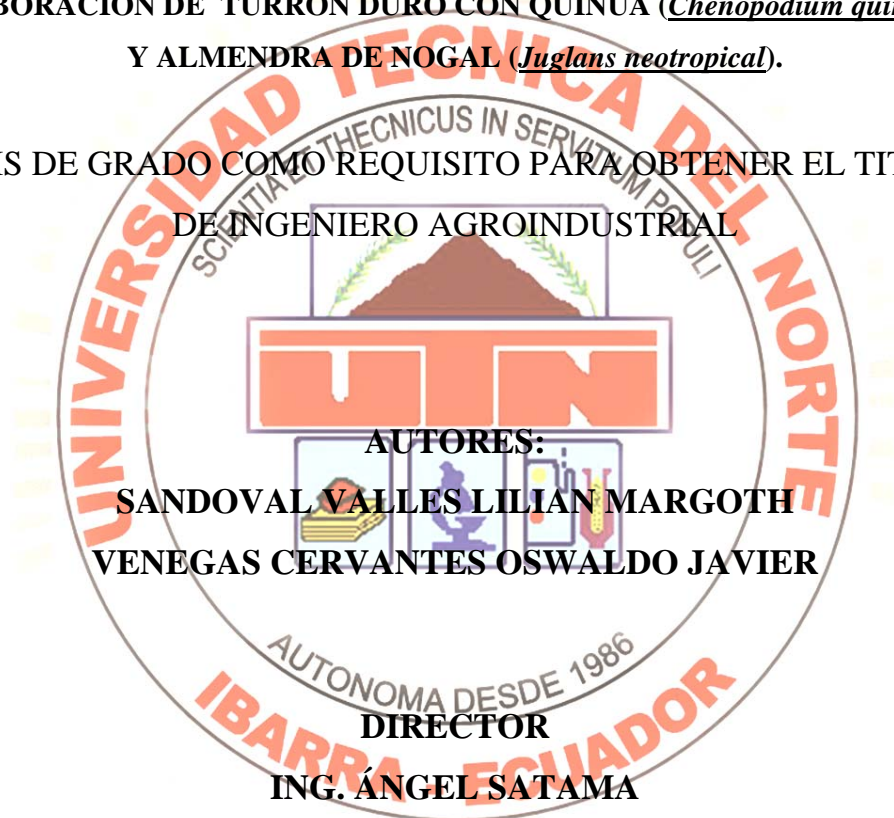 BORACIÓN DE TURRÓN DURO CON QUINUA (Chenopodium quin
Y ALMENDRA DE NOGAL (Juglans neotropical).
UNIVERSIDAD TECNICA DEL NORTE
SCIENTIA ET THECNICUS IN SERVITIUM POPULI
IS DE GRADO COMO REQUISITO PARA OBTENER EL TIT
DE INGENIERO AGROINDUSTRIAL
UTN
AUTORES:
SANDOVAL VALLES LILIAN MARGOTH
VENEGAS CERVANTES OSWALDO JAVIER
AUTONOMA DESDE 1986
IBARRA - ECUADOR
DIRECTOR
ING. ÁNGEL SATAMA